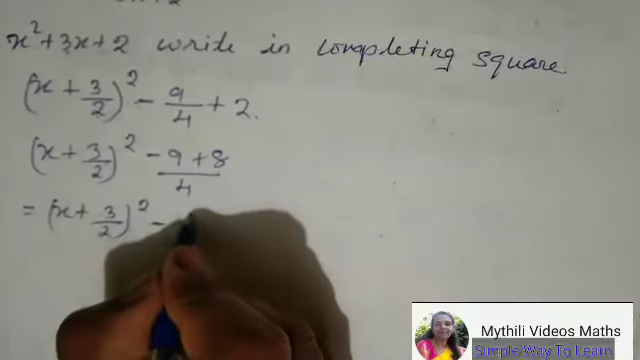 x² + 3x + 2 write in completing square.
(x + 3/2)² - 9/4 + 2.
(x + 3/2)² - 9 + 8/4
= (x + 3/2)² -
Mythili Videos Maths
Simple Way To Learn